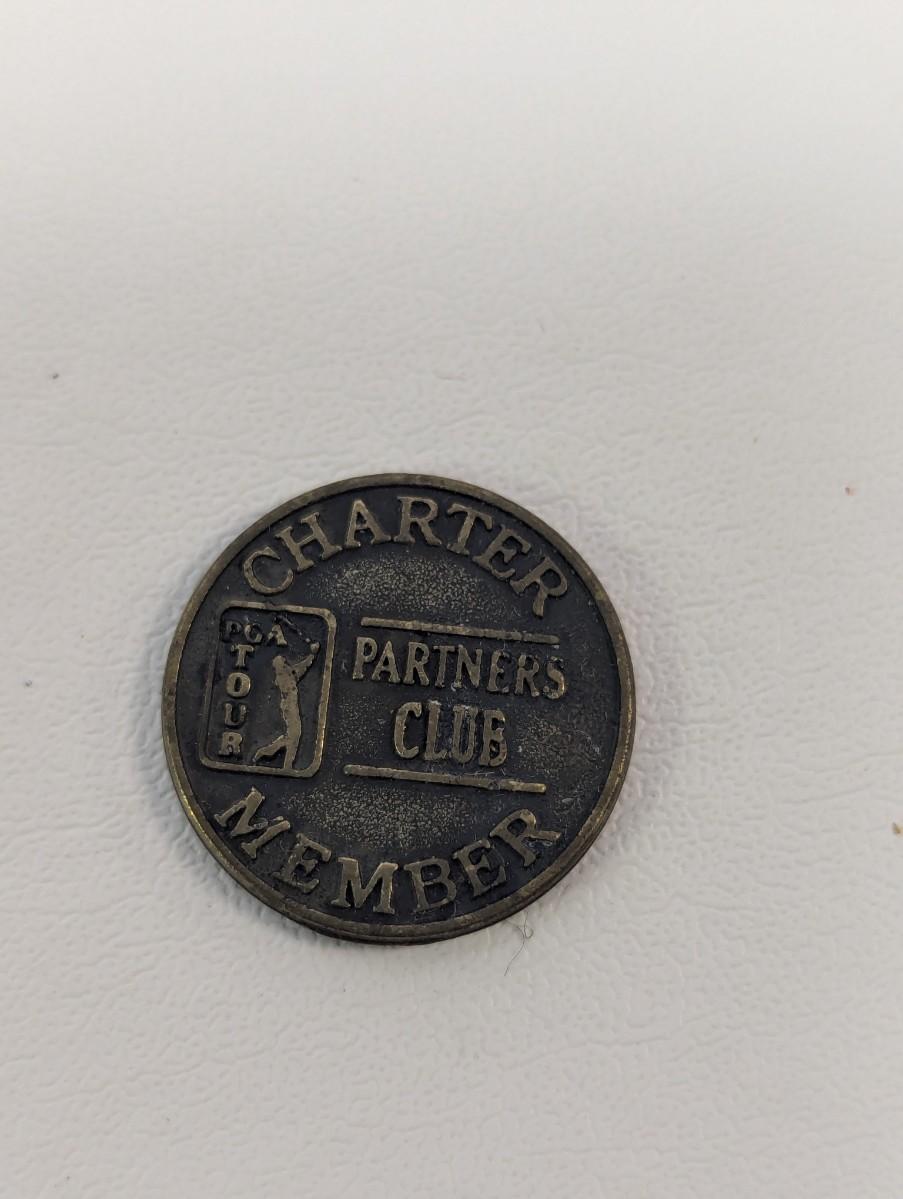 CHARTER
PGA
TOUR
PARTNERS
CLUB
MEMBER